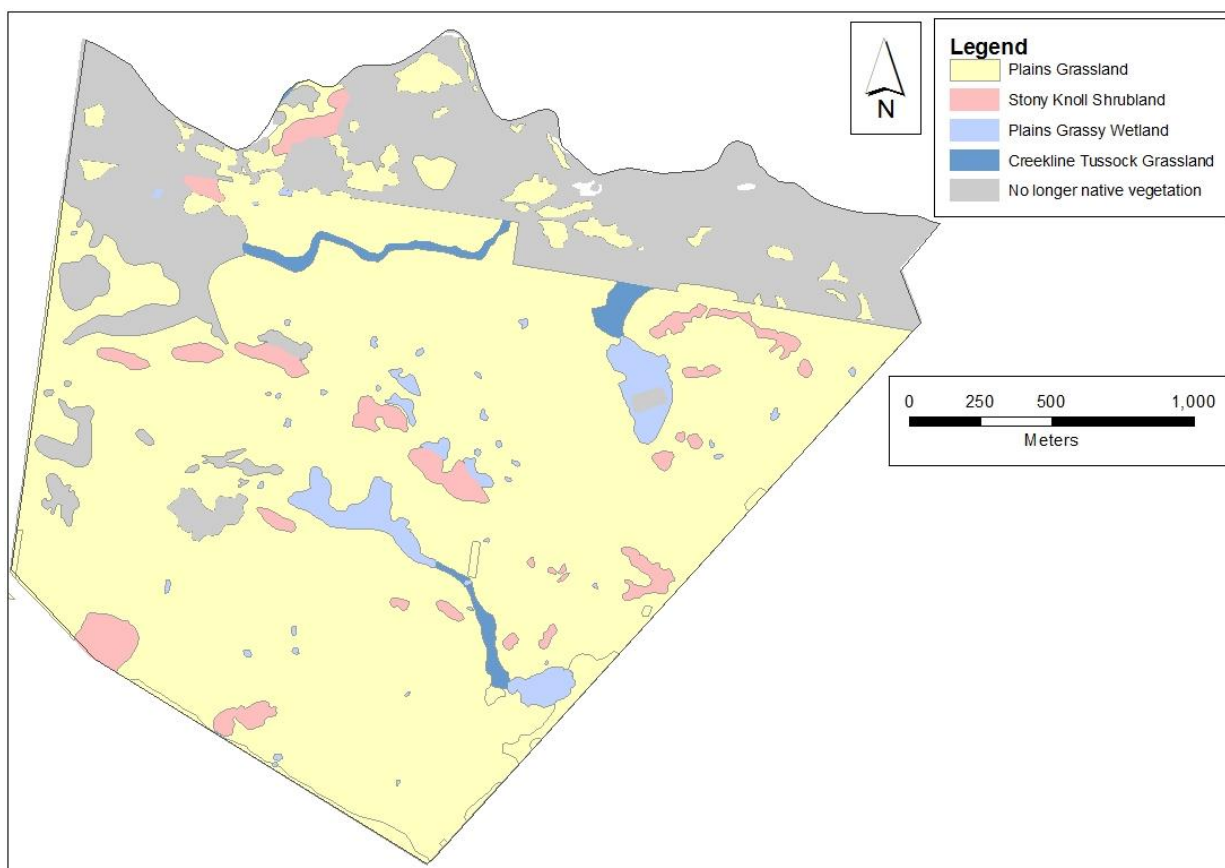 Legend
Plains Grassland
Stony Knoll Shrubland
Plains Grassy Wetland
Creekline Tussock Grassland
No longer native vegetation
N
0 250 500 1,000
Meters